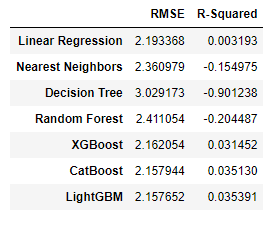 RMSE R-Squared
Linear Regression 2.193368 0.003193
Nearest Neighbors 2.360979 -0.154975
Decision Tree 3.029173 -0.901238
Random Forest 2.411054 -0.204487
XGBoost 2.162054 0.031452
CatBoost 2.157944 0.035130
LightGBM 2.157652 0.035391